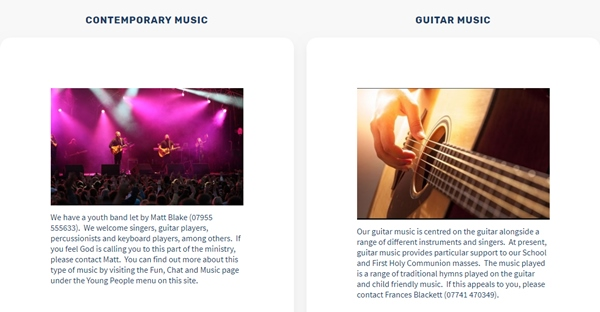 CONTEMPORARY MUSIC
We have a youth band let by Matt Blake (07955
555633).  We welcome singers, guitar players,
percussionists and keyboard players, among others.  If
you feel God is calling you to this part of the ministry,
please contact Matt.  You can find out more about this
type of music by visiting the Fun, Chat and Music page
under the Young People menu on this site.
GUITAR MUSIC
Our guitar music is centred on the guitar alongside a
range of different instruments and singers.  At present,
guitar music provides particular support to our School
and First Holy Communion masses.  The music played
is a range of traditional hymns played on the guitar
and child friendly music.  If this appeals to you, please
contact Frances Blackett (07741 470349).